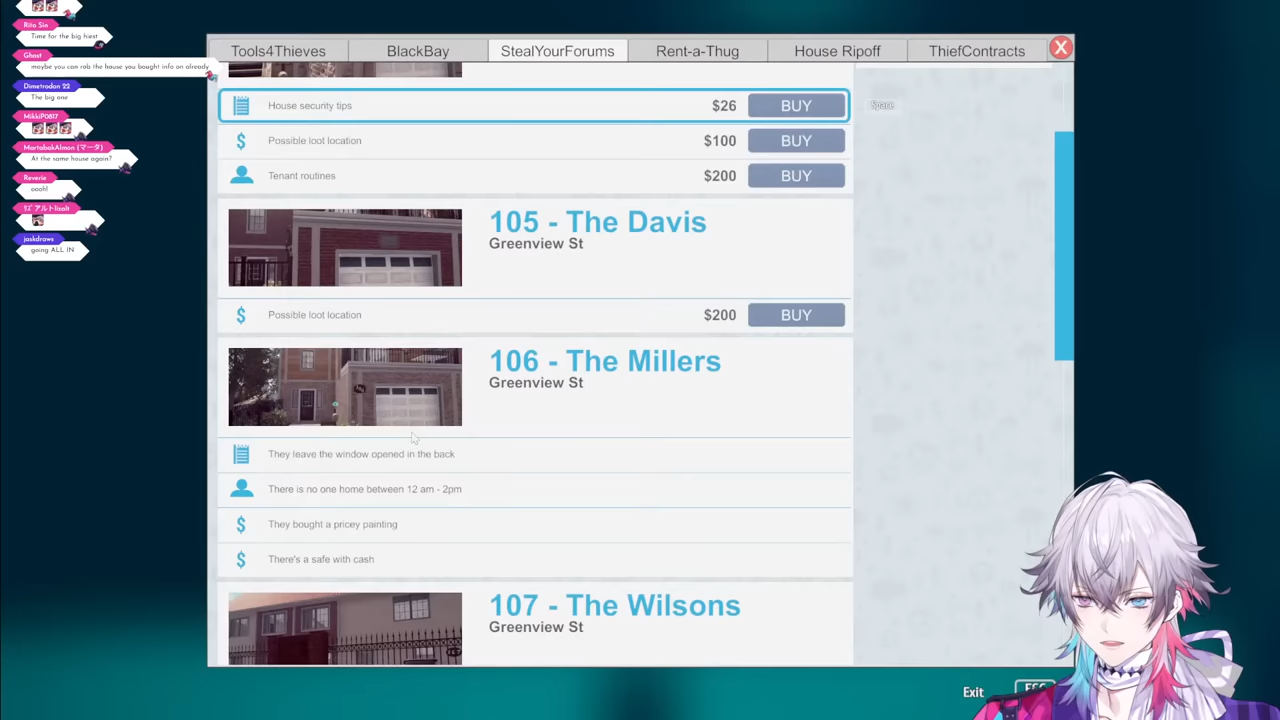 Rita Sin
Time for the big hiest
Ghost
maybe you can rob the house you bought info on already
Dimetrodon 22
The big one
MikkiP0817
MartabakAlmon (マータ)
At the same house again?
Reverie
oooh!
jaskdraws
going ALL IN
Tools4Thieves
BlackBay
StealYourForums
Rent-a-Thu
House Ripoff
ThiefContracts
X
House security tips
$26
BUY
Space
Possible loot location
$100
BUY
Tenant routines
$200
BUY
105 - The Davis
Greenview St
Possible loot location
$200
BUY
106 - The Millers
Greenview St
They leave the window opened in the back
There is no one home between 12 am - 2pm
They bought a pricey painting
There's a safe with cash
107 - The Wilsons
Greenview St
Exit
ESC